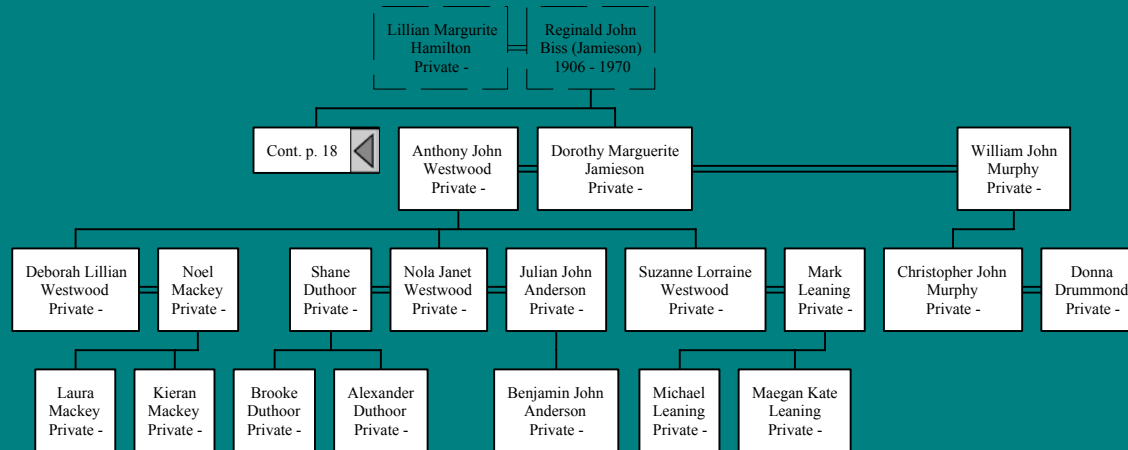 Lillian Margurite
Hamilton
Private -
Reginald John
Biss (Jamieson)
1906 - 1970
Cont. p. 18
Anthony John
Westwood
Private -
Dorothy Marguerite
Jamieson
Private -
William John
Murphy
Private -
Deborah Lillian
Westwood
Private -
Noel
Mackey
Private -
Shane
Duthoor
Private -
Nola Janet
Westwood
Private -
Julian John
Anderson
Private -
Suzanne Lorraine
Westwood
Private -
Mark
Leaning
Private -
Christopher John
Murphy
Private -
Donna
Drummond
Private -
Laura
Mackey
Private -
Kieran
Mackey
Private -
Brooke
Duthoor
Private -
Alexander
Duthoor
Private -
Benjamin John
Anderson
Private -
Michael
Leaning
Private -
Maegan Kate
Leaning
Private -